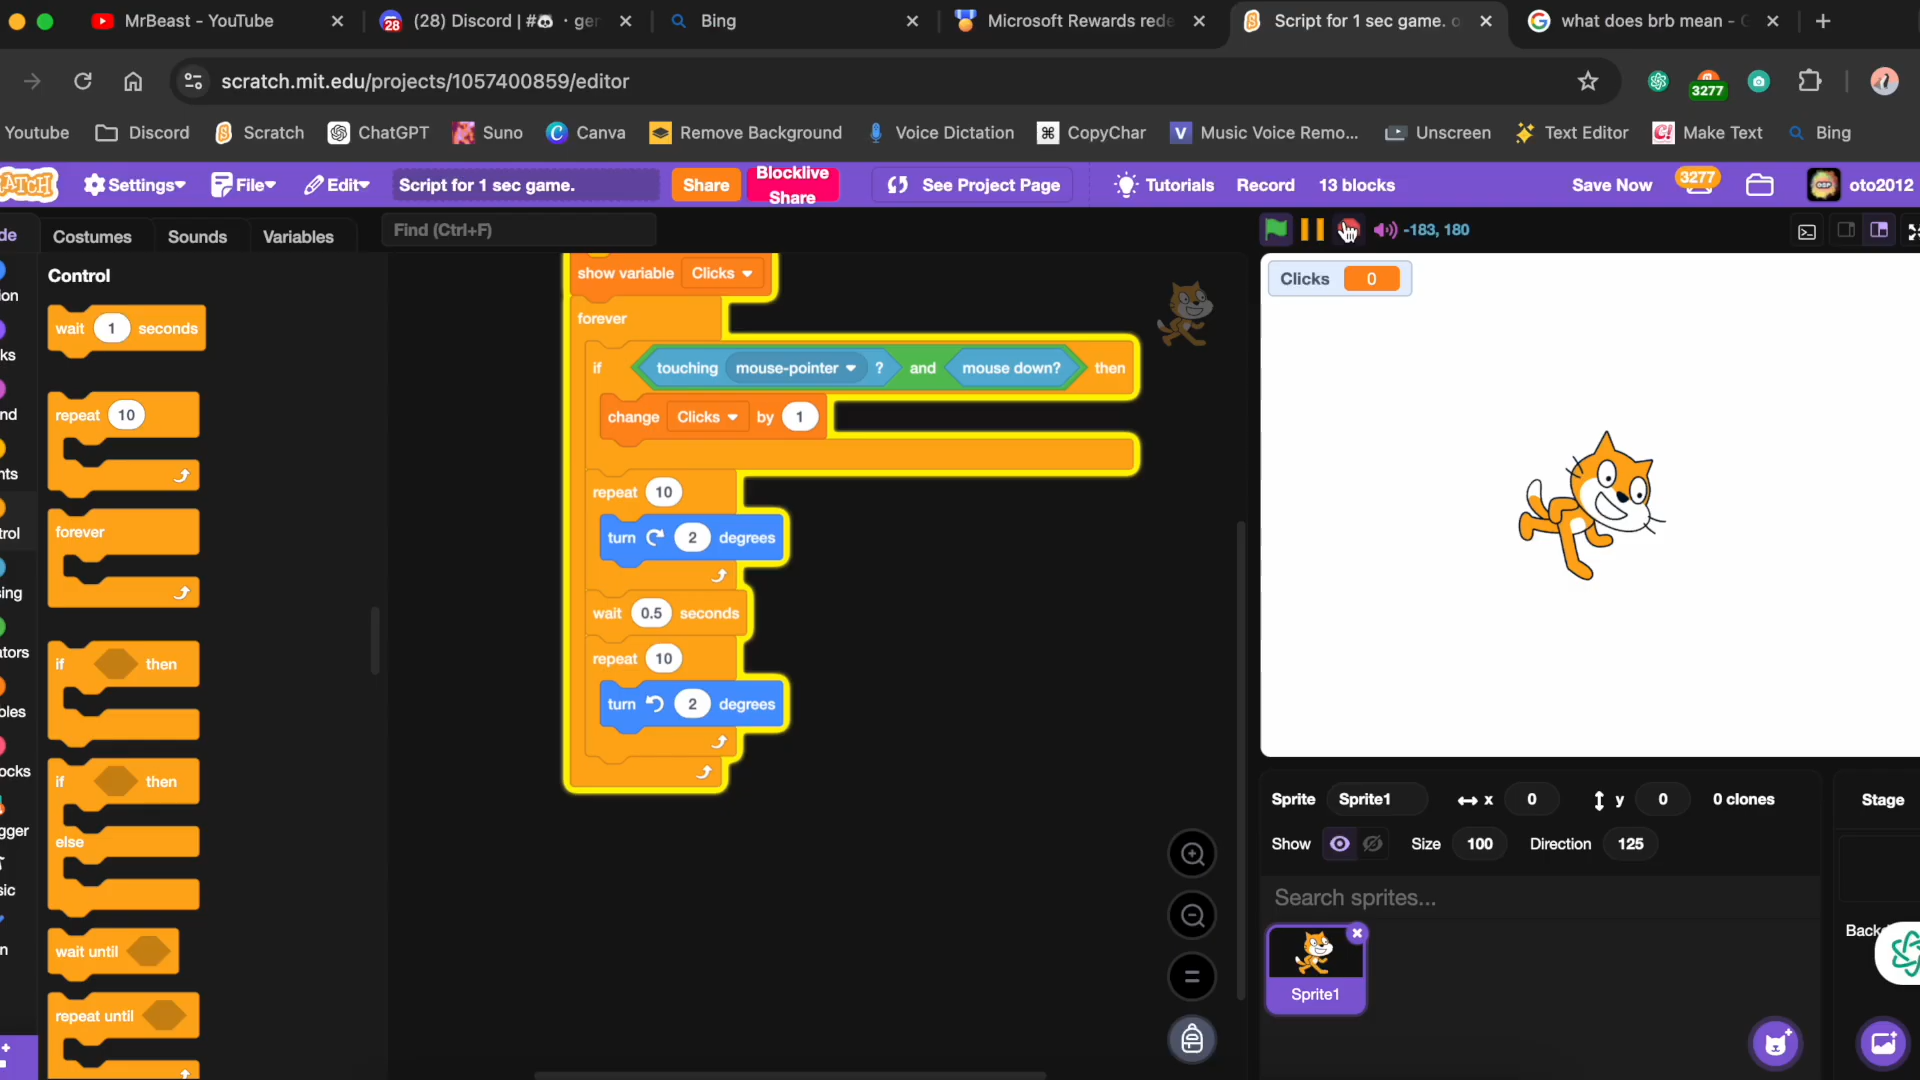 MrBeast - YouTube
(28) Discord | #
Bing
Microsoft Rewards rede
Script for 1 sec game.
what does brb mean -
28
scratch.mit.edu/projects/1057400859/editor
3277
Youtube
Discord
Scratch
ChatGPT
Suno
Canva
Remove Background
Voice Dictation
CopyChar
Music Voice Remo...
Unscreen
Text Editor
Make Text
Bing
Settings
File
Edit
Script for 1 sec game.
Share
Blocklive
Share
See Project Page
Tutorials
Record
13 blocks
Save Now
3277
oto2012
de
Costumes
Sounds
Variables
Find (Ctrl+F)
-183, 180
Control
wait 1 seconds
repeat 10
forever
if then
if then
else
wait until
repeat until
show variable Clicks
forever
if touching mouse-pointer ? and mouse down? then
change Clicks by 1
repeat 10
turn 2 degrees
wait 0.5 seconds
repeat 10
turn 2 degrees
Clicks 0
Sprite Sprite1 x 0 y 0 0 clones
Show Size 100 Direction 125
Search sprites...
Sprite1
Stage